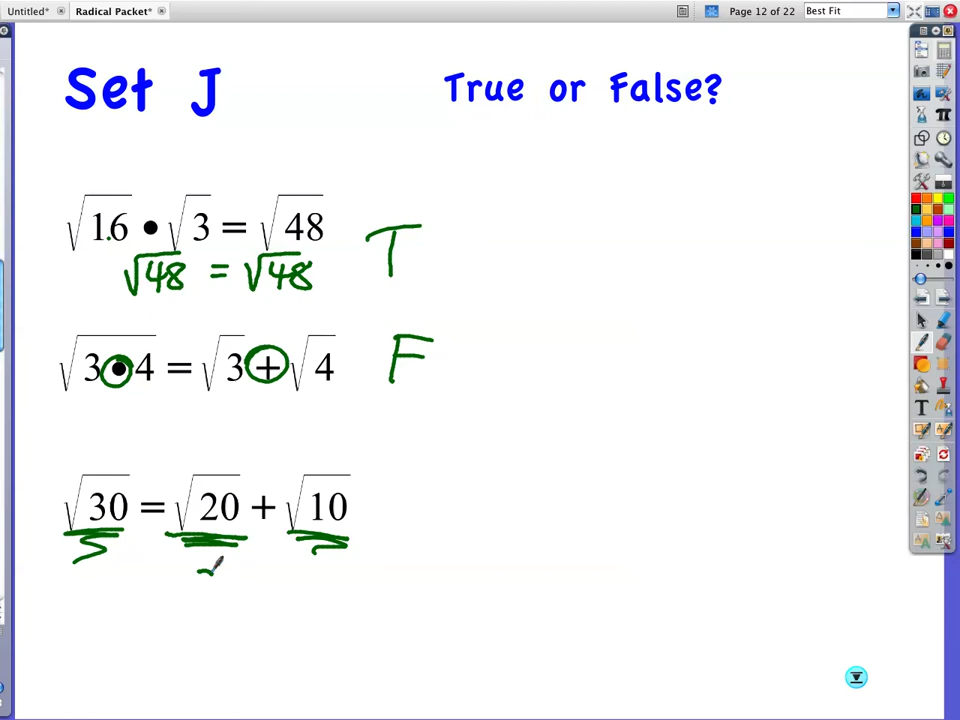 Untitled* Radical Packet* Page 12 of 22 Best Fit
Set J True or False?
√16 • √3 = √48 T
√48 = √48
√3 • 4 = √3 + √4 F
√30 = √20 + √10